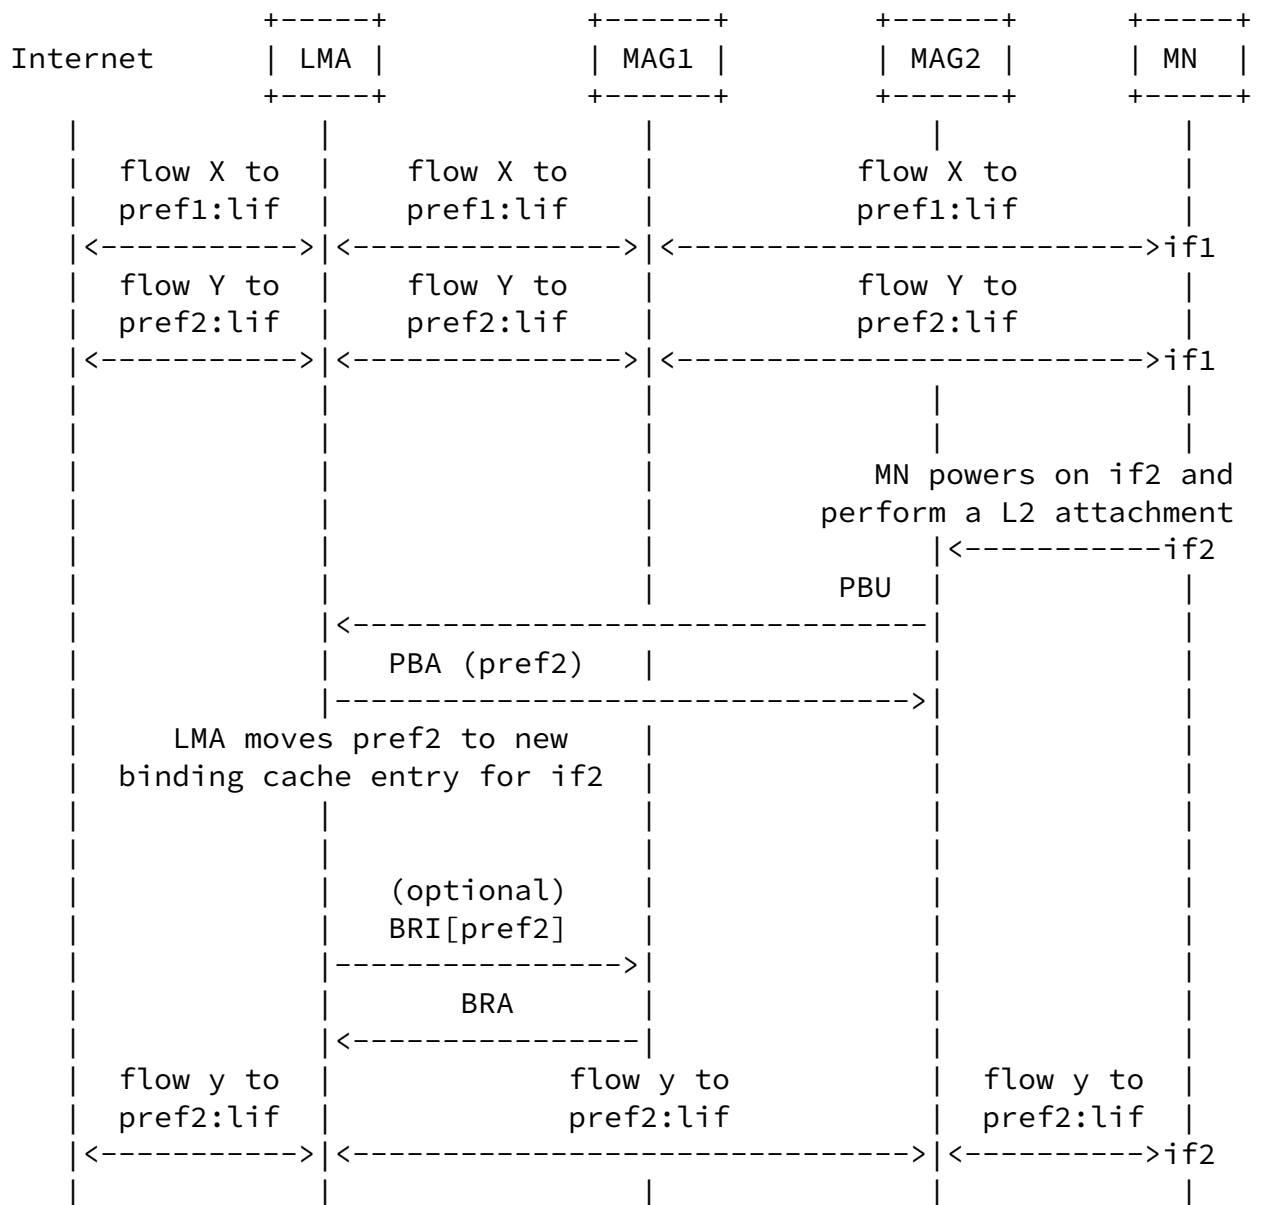 +-----+           +------+        +------+      +-----+
Internet      | LMA |           | MAG1 |        | MAG2 |      | MN  |
              +-----+           +------+        +------+      +-----+
   |             |                 |               |             |
   |  flow X to  |    flow X to    |           flow X to         |
   |  pref1:lif  |    pref1:lif    |           pref1:lif         |
   |<----------->|<--------------->|<-------------------------->if1
   |  flow Y to  |    flow Y to    |           flow Y to         |
   |  pref2:lif  |    pref2:lif    |           pref2:lif         |
   |<----------->|<--------------->|<-------------------------->if1
   |             |                 |               |             |
   |             |                 |               |             |
   |             |                 |            MN powers on if2 and
   |             |                 |         perform a L2 attachment
   |             |                 |               |<-----------if2
   |             |                 |          PBU  |             |
   |             |<--------------------------------|             |
   |             |   PBA (pref2)   |               |             |
   |             |-------------------------------->|             |
   |     LMA moves pref2 to new    |               |             |
   |  binding cache entry for if2  |               |             |
   |             |                 |               |             |
   |             |                 |               |             |
   |             |   (optional)    |               |             |
   |             |   BRI[pref2]    |               |             |
   |             |---------------->|               |             |
   |             |       BRA       |               |             |
   |             |<----------------|               |             |
   |  flow y to  |             flow y to           |  flow y to  |
   |  pref2:lif  |             pref2:lif           |  pref2:lif  |
   |<----------->|<------------------------------->|<---------->if2
   |             |                 |               |             |